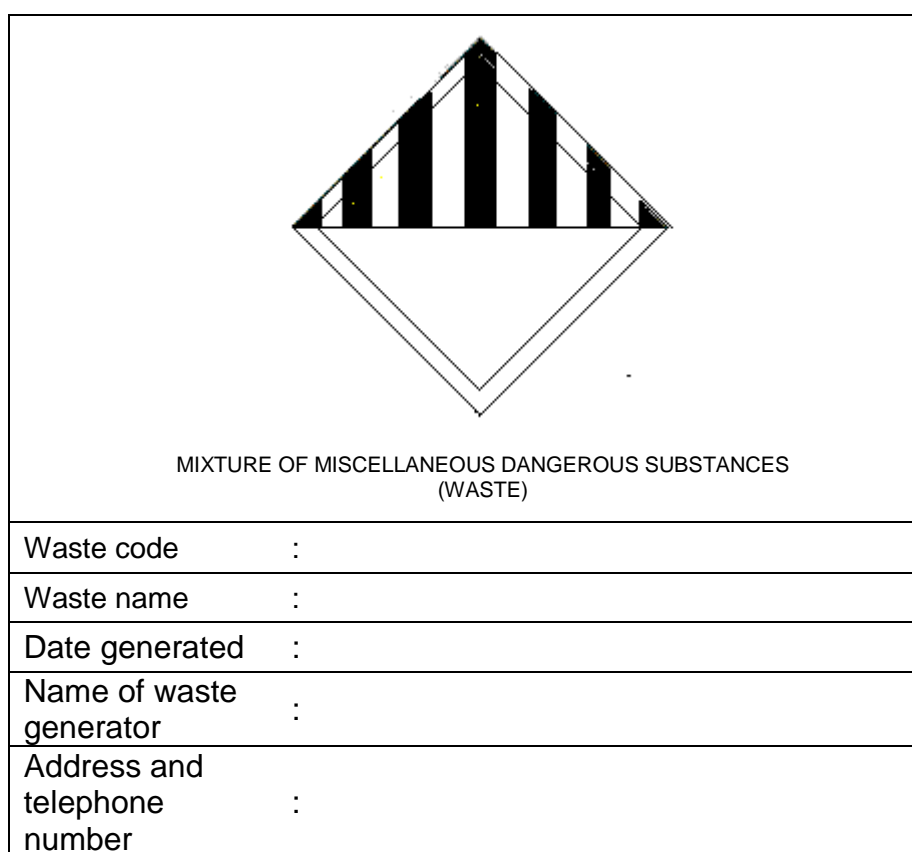 MIXTURE OF MISCELLANEOUS DANGEROUS SUBSTANCES
(WASTE)
Waste code :
Waste name :
Date generated :
Name of waste
generator :
Address and
telephone :
number